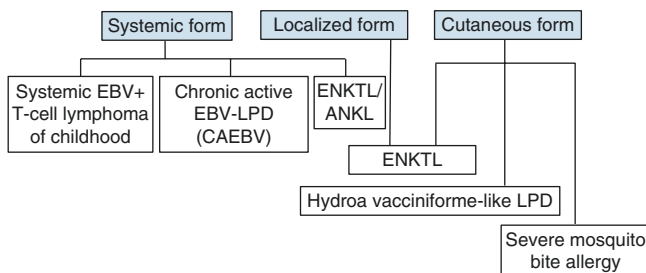 Systemic form
Localized form
Cutaneous form
Systemic EBV+
T-cell lymphoma
of childhood
Chronic active
EBV-LPD
(CAEBV)
ENKTL/
ANKL
ENKTL
Hydroa vacciniforme-like LPD
Severe mosquito
bite allergy